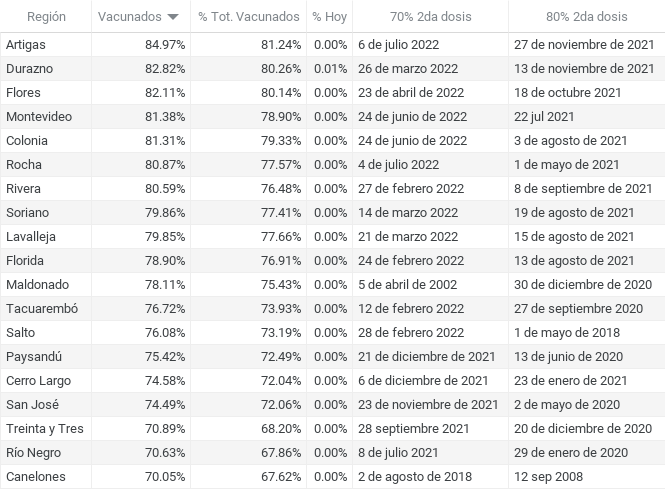 Región Vacunados % Tot. Vacunados % Hoy 70% 2da dosis 80% 2da dosis
Artigas 84.97% 81.24% 0.00% 6 de julio 2022 27 de noviembre de 2021
Durazno 82.82% 80.26% 0.01% 26 de marzo 2022 13 de noviembre de 2021
Flores 82.11% 80.14% 0.00% 23 de abril de 2022 18 de octubre 2021
Montevideo 81.38% 78.90% 0.00% 24 de junio de 2022 22 jul 2021
Colonia 81.31% 79.33% 0.00% 24 de junio de 2022 3 de agosto de 2021
Rocha 80.87% 77.57% 0.00% 4 de julio 2022 1 de mayo de 2021
Rivera 80.59% 76.48% 0.00% 27 de febrero 2022 8 de septiembre de 2021
Soriano 79.86% 77.41% 0.00% 14 de marzo 2022 19 de agosto de 2021
Lavalleja 79.85% 77.66% 0.00% 21 de marzo 2022 15 de agosto de 2021
Florida 78.90% 76.91% 0.00% 24 de febrero 2022 13 de agosto de 2021
Maldonado 78.11% 75.43% 0.00% 5 de abril de 2002 30 de diciembre de 2020
Tacuarembó 76.72% 73.93% 0.00% 12 de febrero 2022 27 de septiembre de 2020
Salto 76.08% 73.19% 0.00% 28 de febrero 2022 1 de mayo de 2018
Paysandú 75.42% 72.49% 0.00% 21 de diciembre de 2021 13 de junio de 2020
Cerro Largo 74.58% 72.04% 0.00% 6 de diciembre de 2021 23 de enero de 2021
San José 74.49% 72.06% 0.00% 23 de noviembre de 2021 2 de mayo de 2020
Treinta y Tres 70.89% 68.20% 0.00% 28 septiembre 2021 20 de diciembre de 2020
Río Negro 70.63% 67.86% 0.00% 8 de julio 2021 29 de enero de 2020
Canelones 70.05% 67.62% 0.00% 2 de agosto de 2018 12 sep 2008